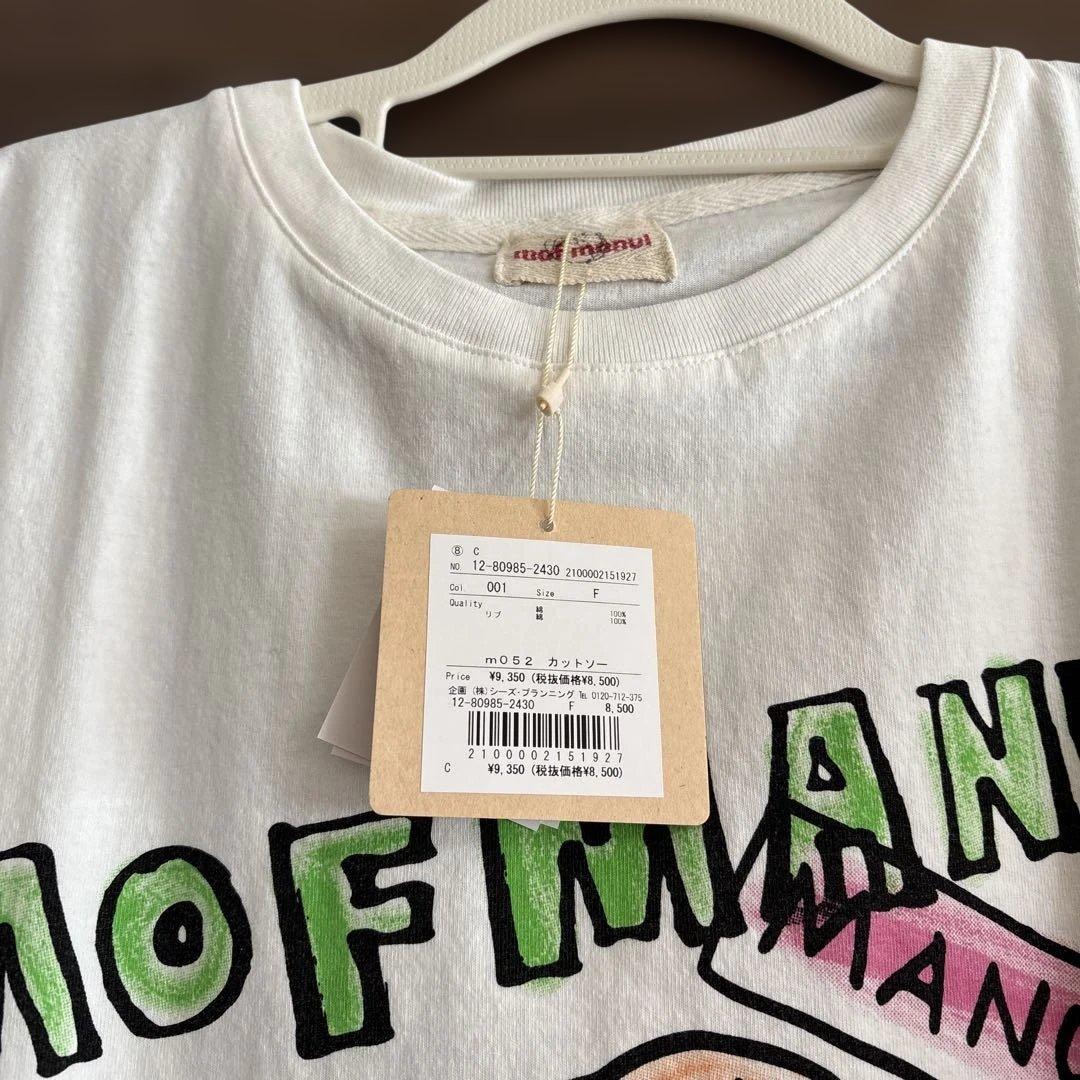 mofmanui
⑧ C
NO. 12-80985-2430 2100002151927
Col. 001 Size F
Quality 綿 100%
リブ 綿 100%
m052 カットソー
Price ¥9,350 (税抜価格¥8,500)
企画 (株)シーズ・プランニング TEL 0120-712-375
12-80985-2430 F 8,500
2100002151927
C ¥9,350 (税抜価格¥8,500)
MOFMAN
MANO